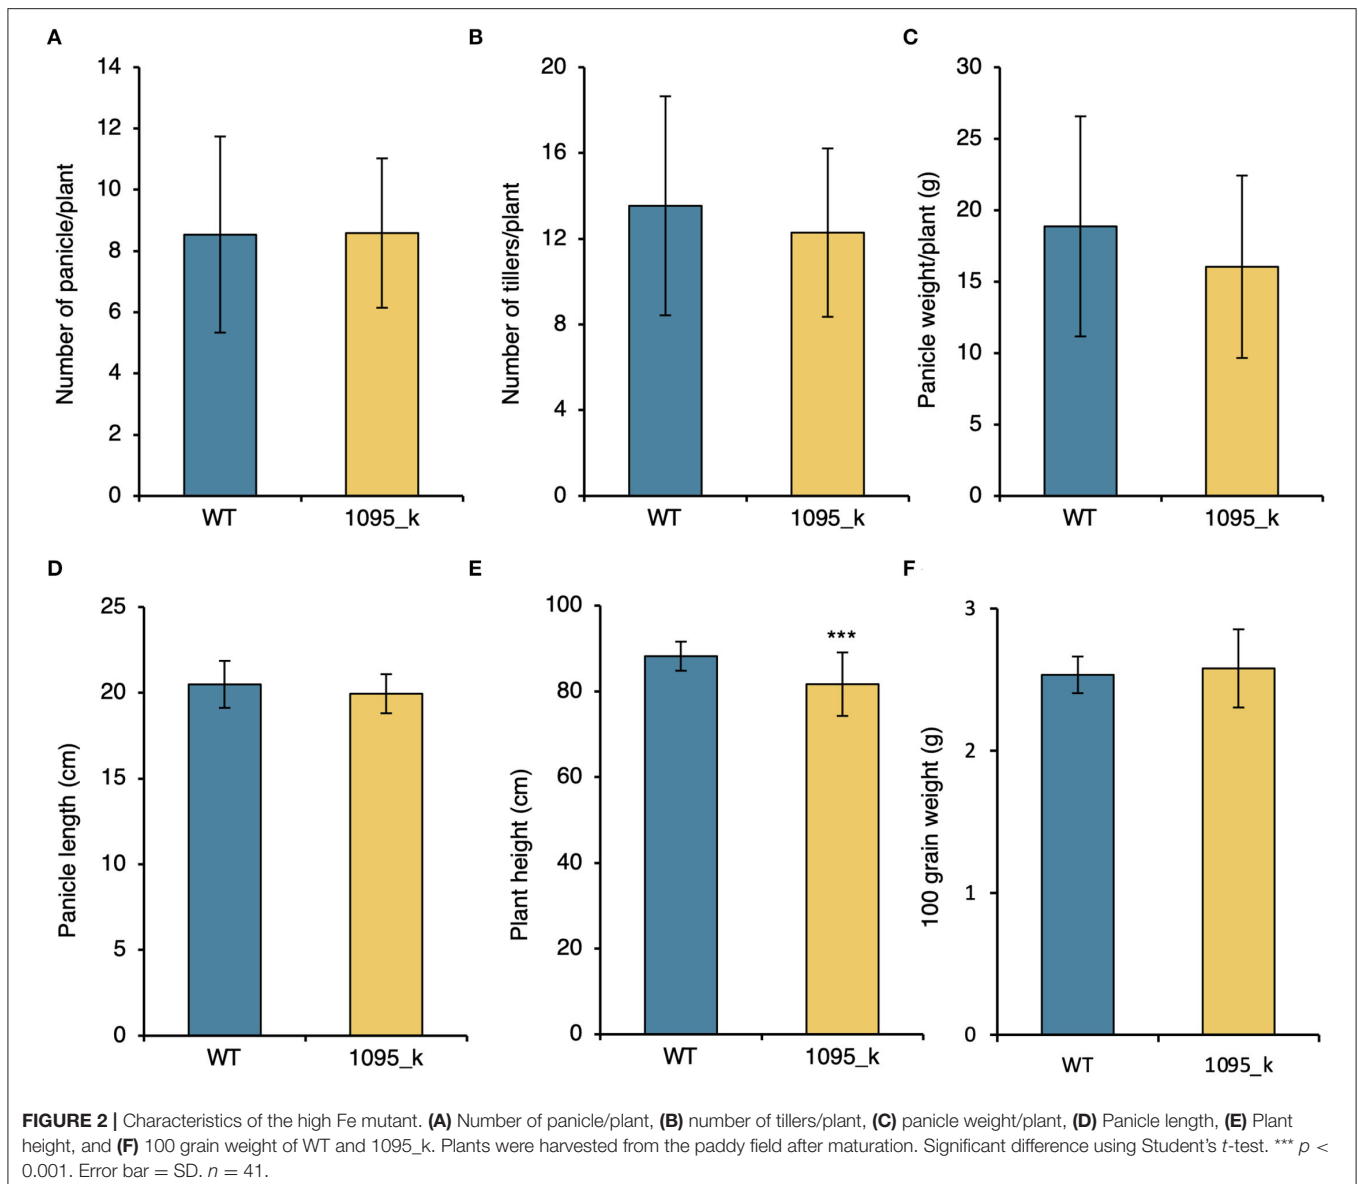 A
14
12
10
8
6
4
2
0
Number of panicle/plant
WT 1095_k
B
20
16
12
8
4
0
Number of tillers/plant
WT 1095_k
C
30
25
20
15
10
5
0
Panicle weight/plant (g)
WT 1095_k
D
25
20
15
10
5
0
Panicle length (cm)
WT 1095_k
E
100
80
60
40
20
0
Plant height (cm)
***
WT 1095_k
F
3
2
1
0
100 grain weight (g)
WT 1095_k
FIGURE 2 | Characteristics of the high Fe mutant. (A) Number of panicle/plant, (B) number of tillers/plant, (C) panicle weight/plant, (D) Panicle length, (E) Plant
height, and (F) 100 grain weight of WT and 1095_k. Plants were harvested from the paddy field after maturation. Significant difference using Student's t-test. *** p <
0.001. Error bar = SD. n = 41.